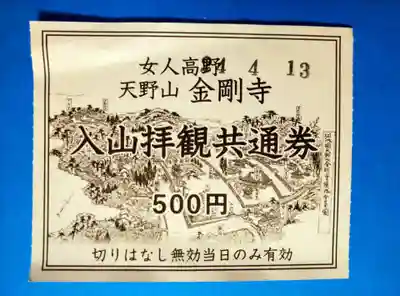 女人高野 4 4 13
天野山 金剛寺
入山拝観共通券
500円
切りはなし無効当日のみ有効